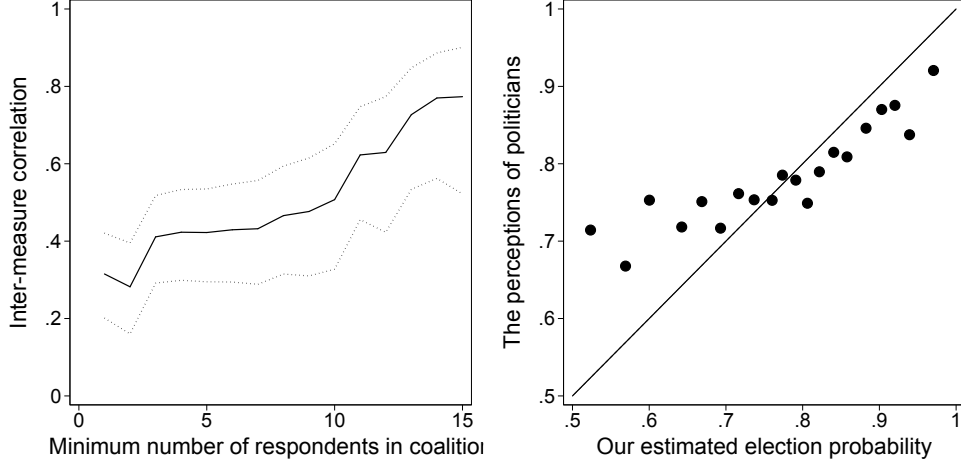 Inter-measure correlation
1
.8
.6
.4
.2
0
0 5 10 15
Minimum number of respondents in coalition
The perceptions of politicians
1
.9
.8
.7
.6
.5
.5 .6 .7 .8 .9 1
Our estimated election probability